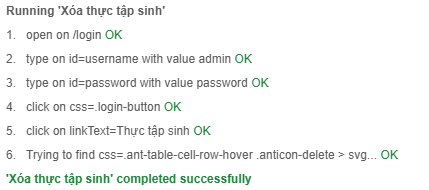 Running 'Xóa thực tập sinh'
1. open on /login OK
2. type on id=username with value admin OK
3. type on id=password with value password OK
4. click on css=.login-button OK
5. click on linkText=Thực tập sinh OK
6. Trying to find css=.ant-table-cell-row-hover .anticon-delete > svg... OK
'Xóa thực tập sinh' completed successfully